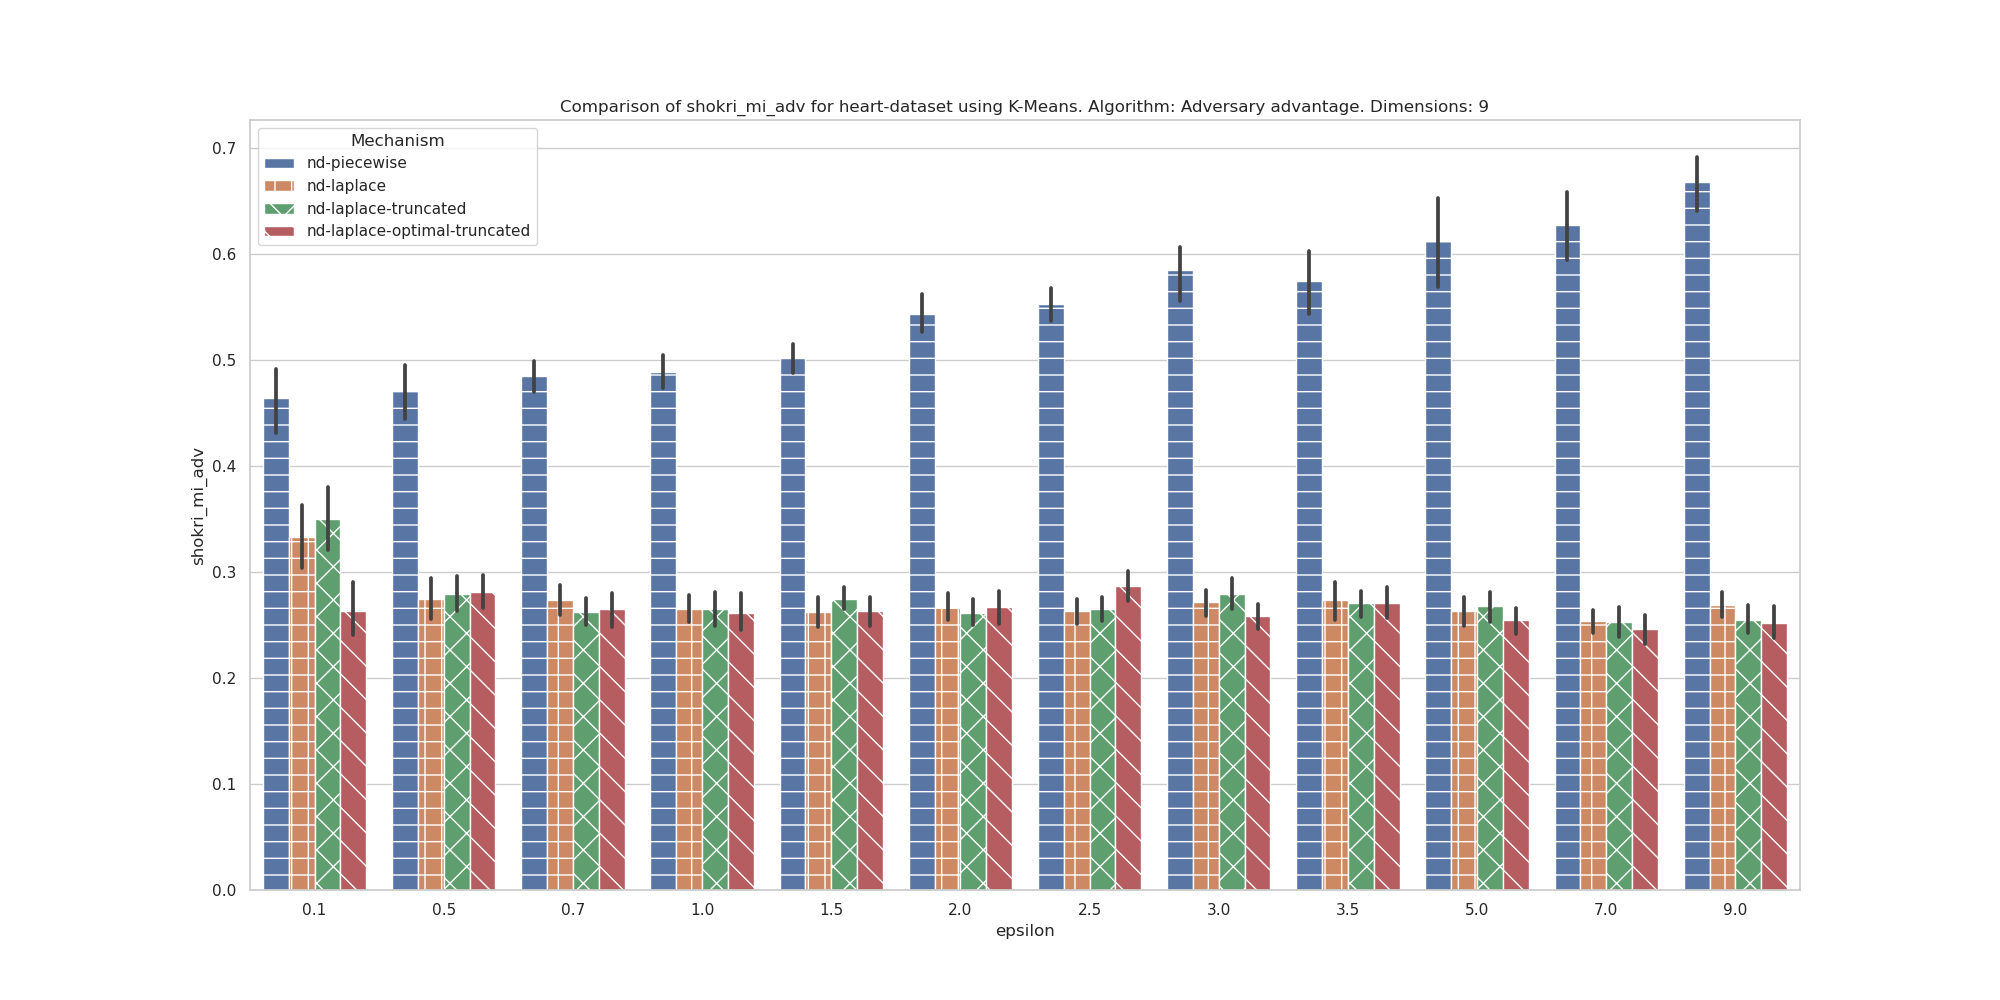 Comparison of shokri_mi_adv for heart-dataset using K-Means. Algorithm: Adversary advantage. Dimensions: 9
Mechanism
nd-piecewise
nd-laplace
nd-laplace-truncated
nd-laplace-optimal-truncated
0.7
0.6
0.5
0.4
0.3
0.2
0.1
0.0
shokri_mi_adv
0.1 0.5 0.7 1.0 1.5 2.0 2.5 3.0 3.5 5.0 7.0 9.0
epsilon